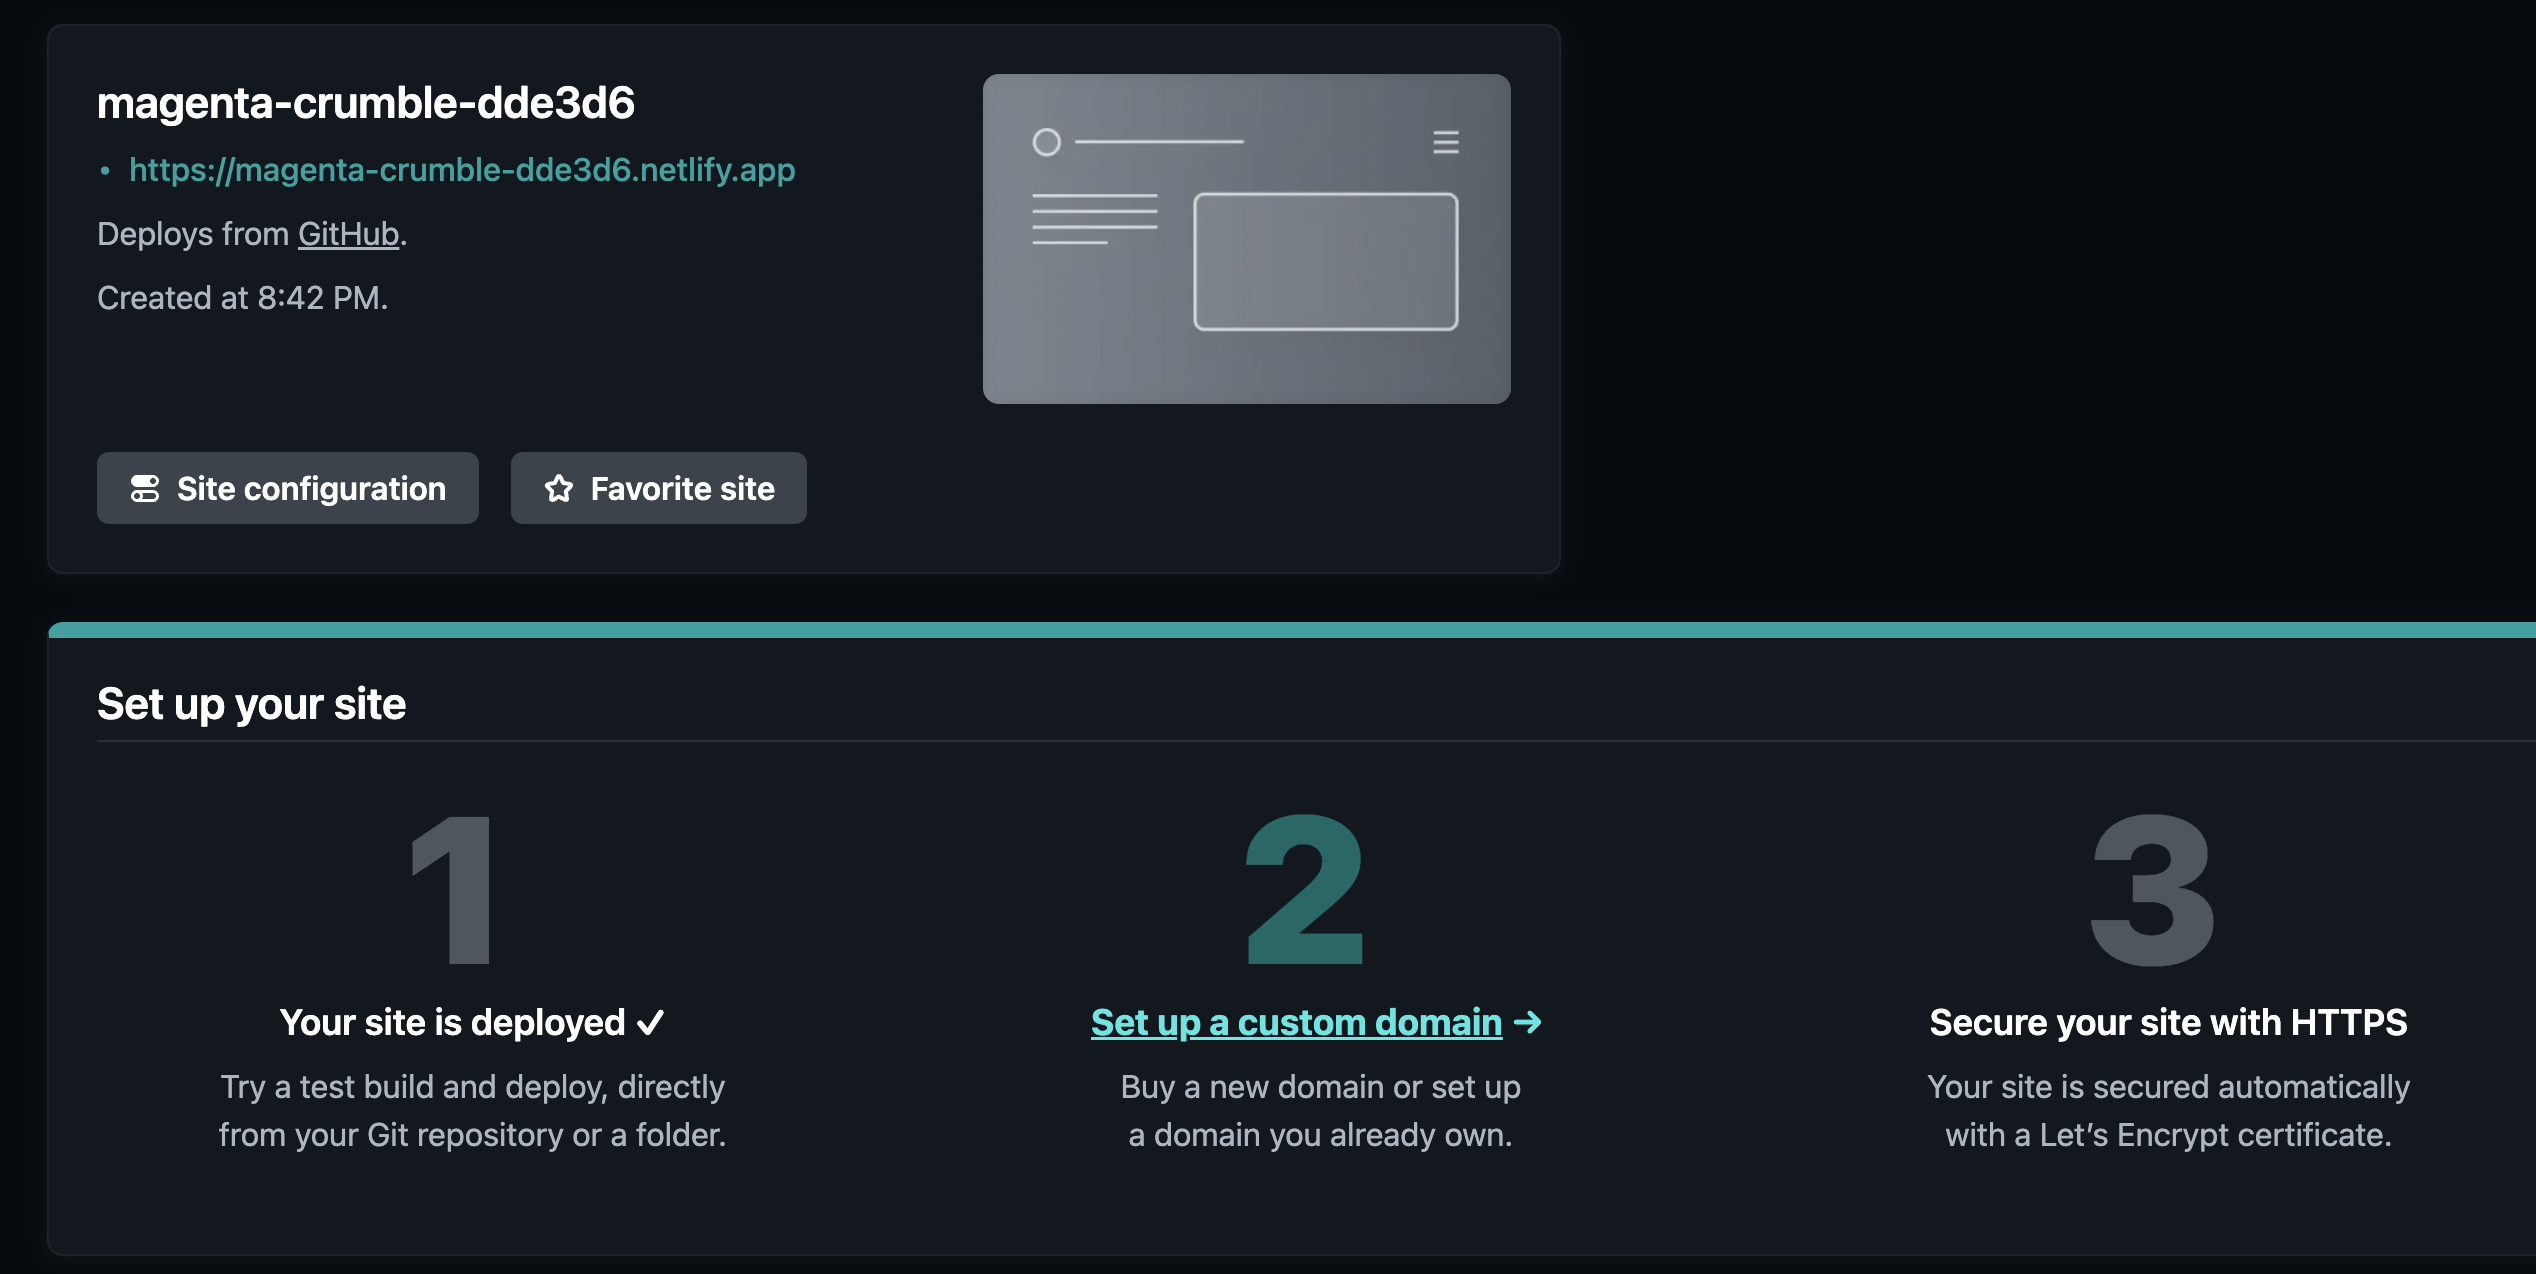 magenta-crumble-dde3d6
• https://magenta-crumble-dde3d6.netlify.app
Deploys from GitHub.
Created at 8:42 PM.
Site configuration
Favorite site
Set up your site
1
Your site is deployed ✓
Try a test build and deploy, directly
from your Git repository or a folder.
2
Set up a custom domain →
Buy a new domain or set up
a domain you already own.
3
Secure your site with HTTPS
Your site is secured automatically
with a Let’s Encrypt certificate.